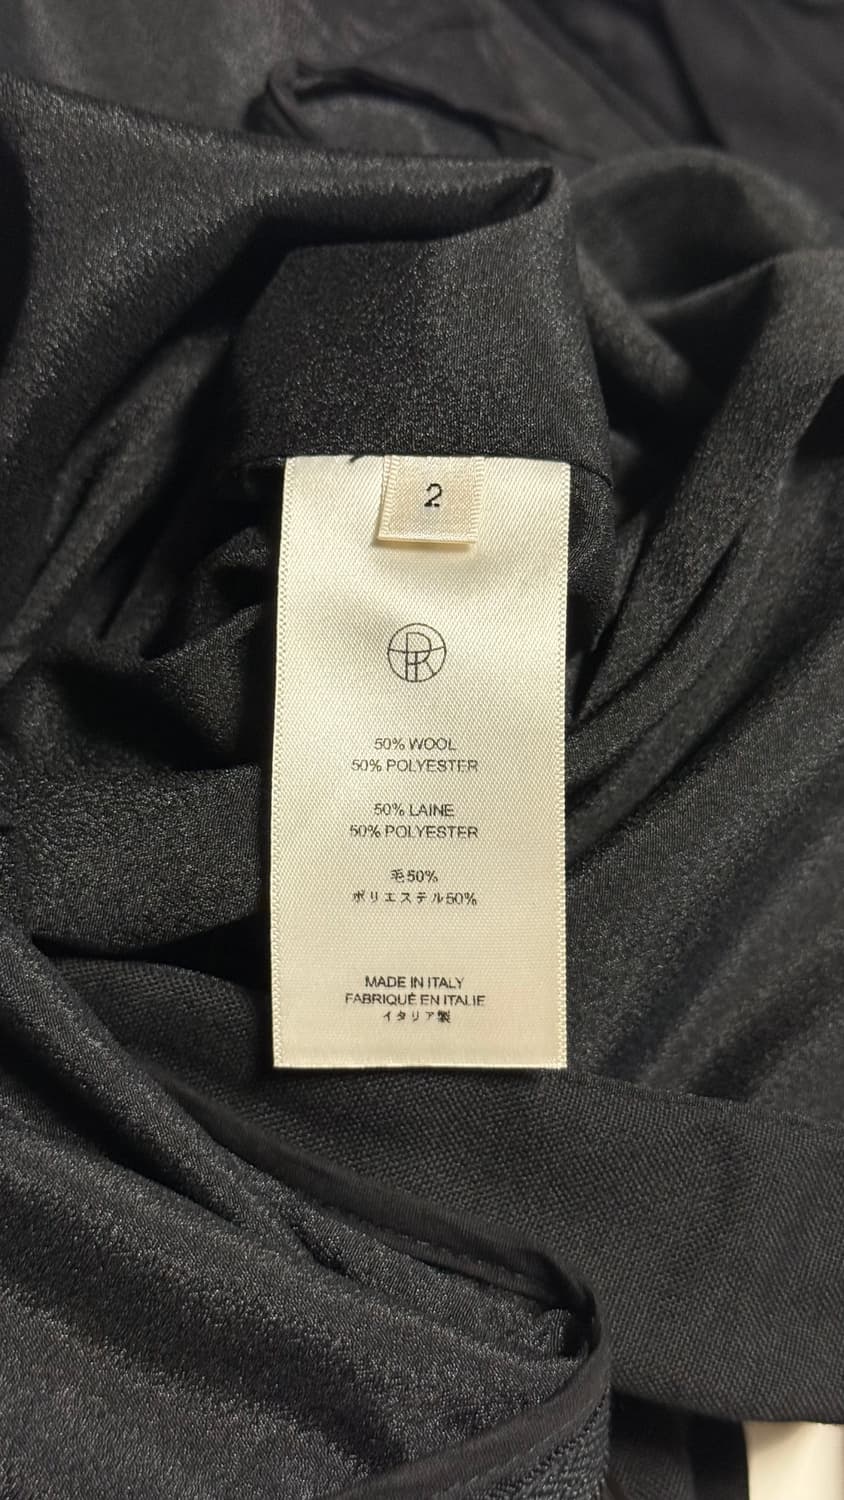 2
50% WOOL
50% POLYESTER
50% LAINE
50% POLYESTER
毛50%
ポリエステル50%
MADE IN ITALY
FABRIQUÉ EN ITALIE
イタリア製